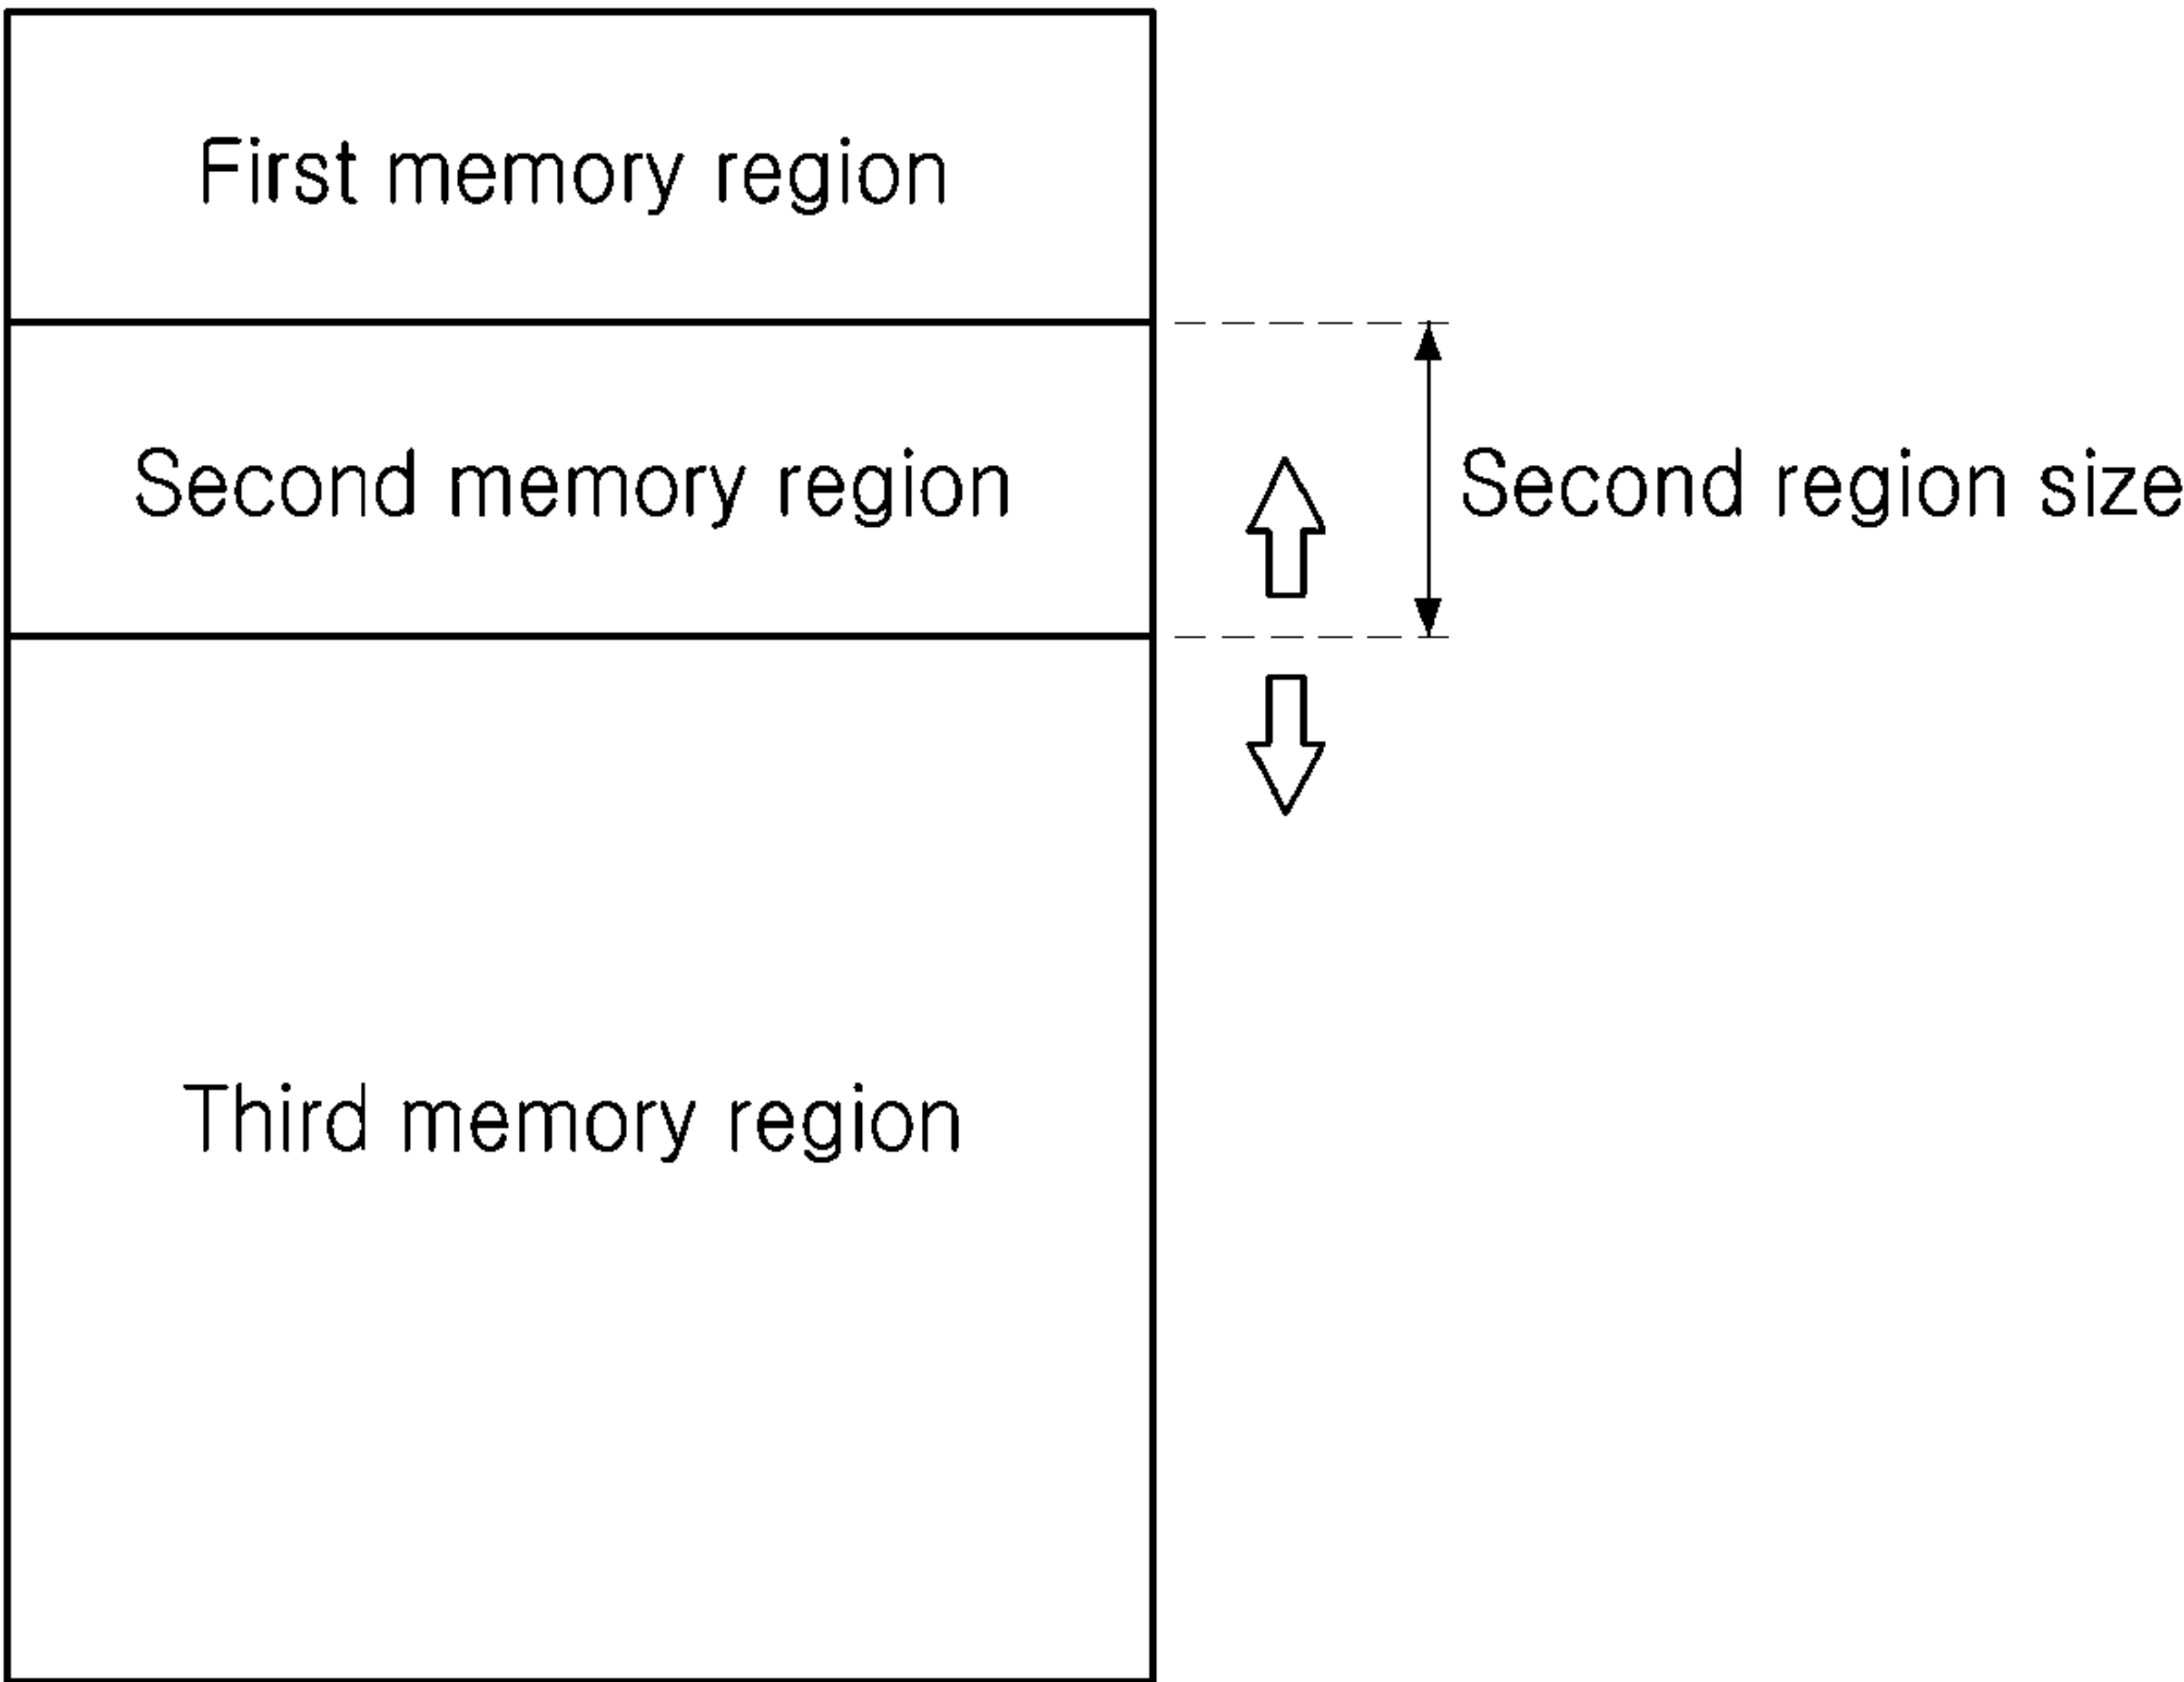 First memory region
Second memory region
Second region size
Third memory region